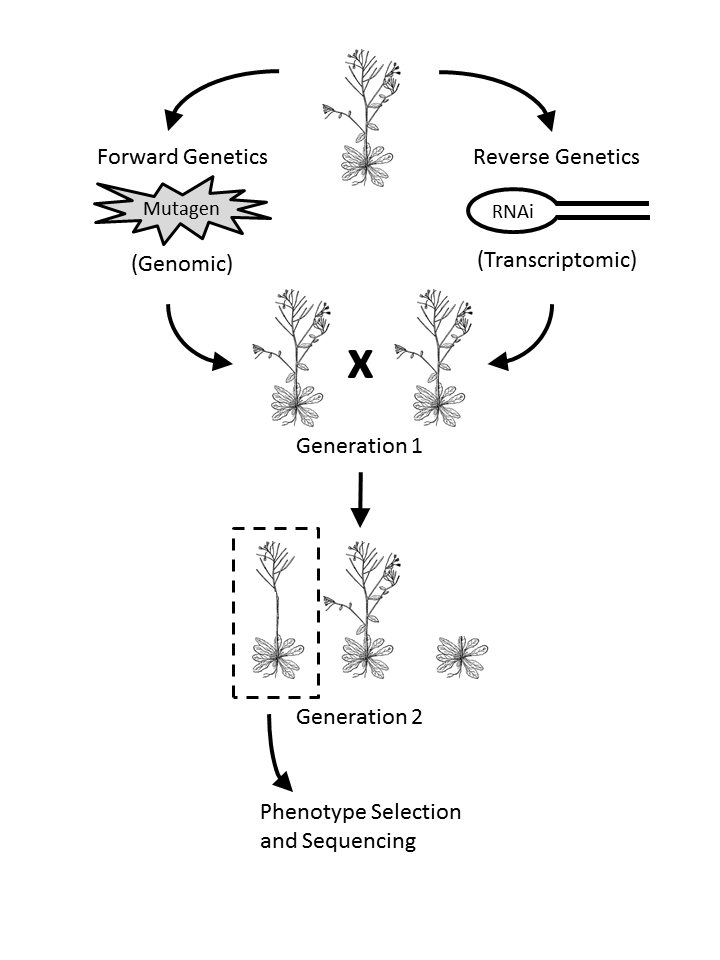 Forward Genetics
Reverse Genetics
Mutagen
RNAi
(Genomic)
(Transcriptomic)
X
Generation 1
Generation 2
Phenotype Selection
and Sequencing